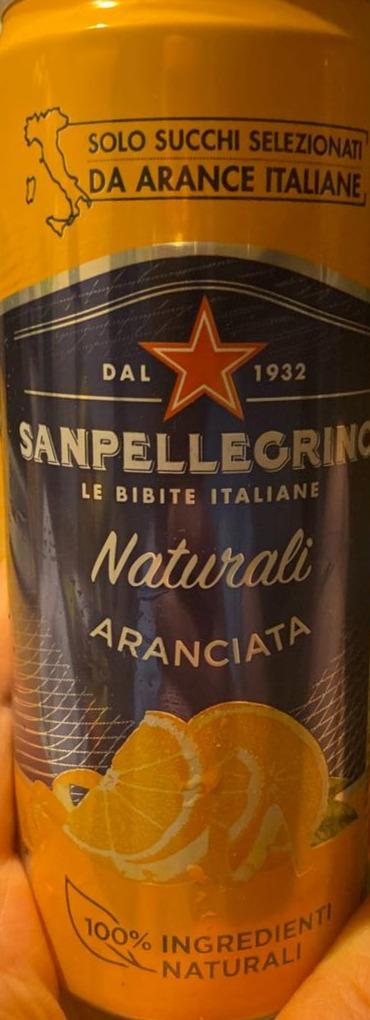 SOLO SUCCHI SELEZIONATI
DA ARANCE ITALIANE
DAL 1932
SANPELLEGRINO
LE BIBITE ITALIANE
Naturali
ARANCIATA
100% INGREDIENTI
NATURALI